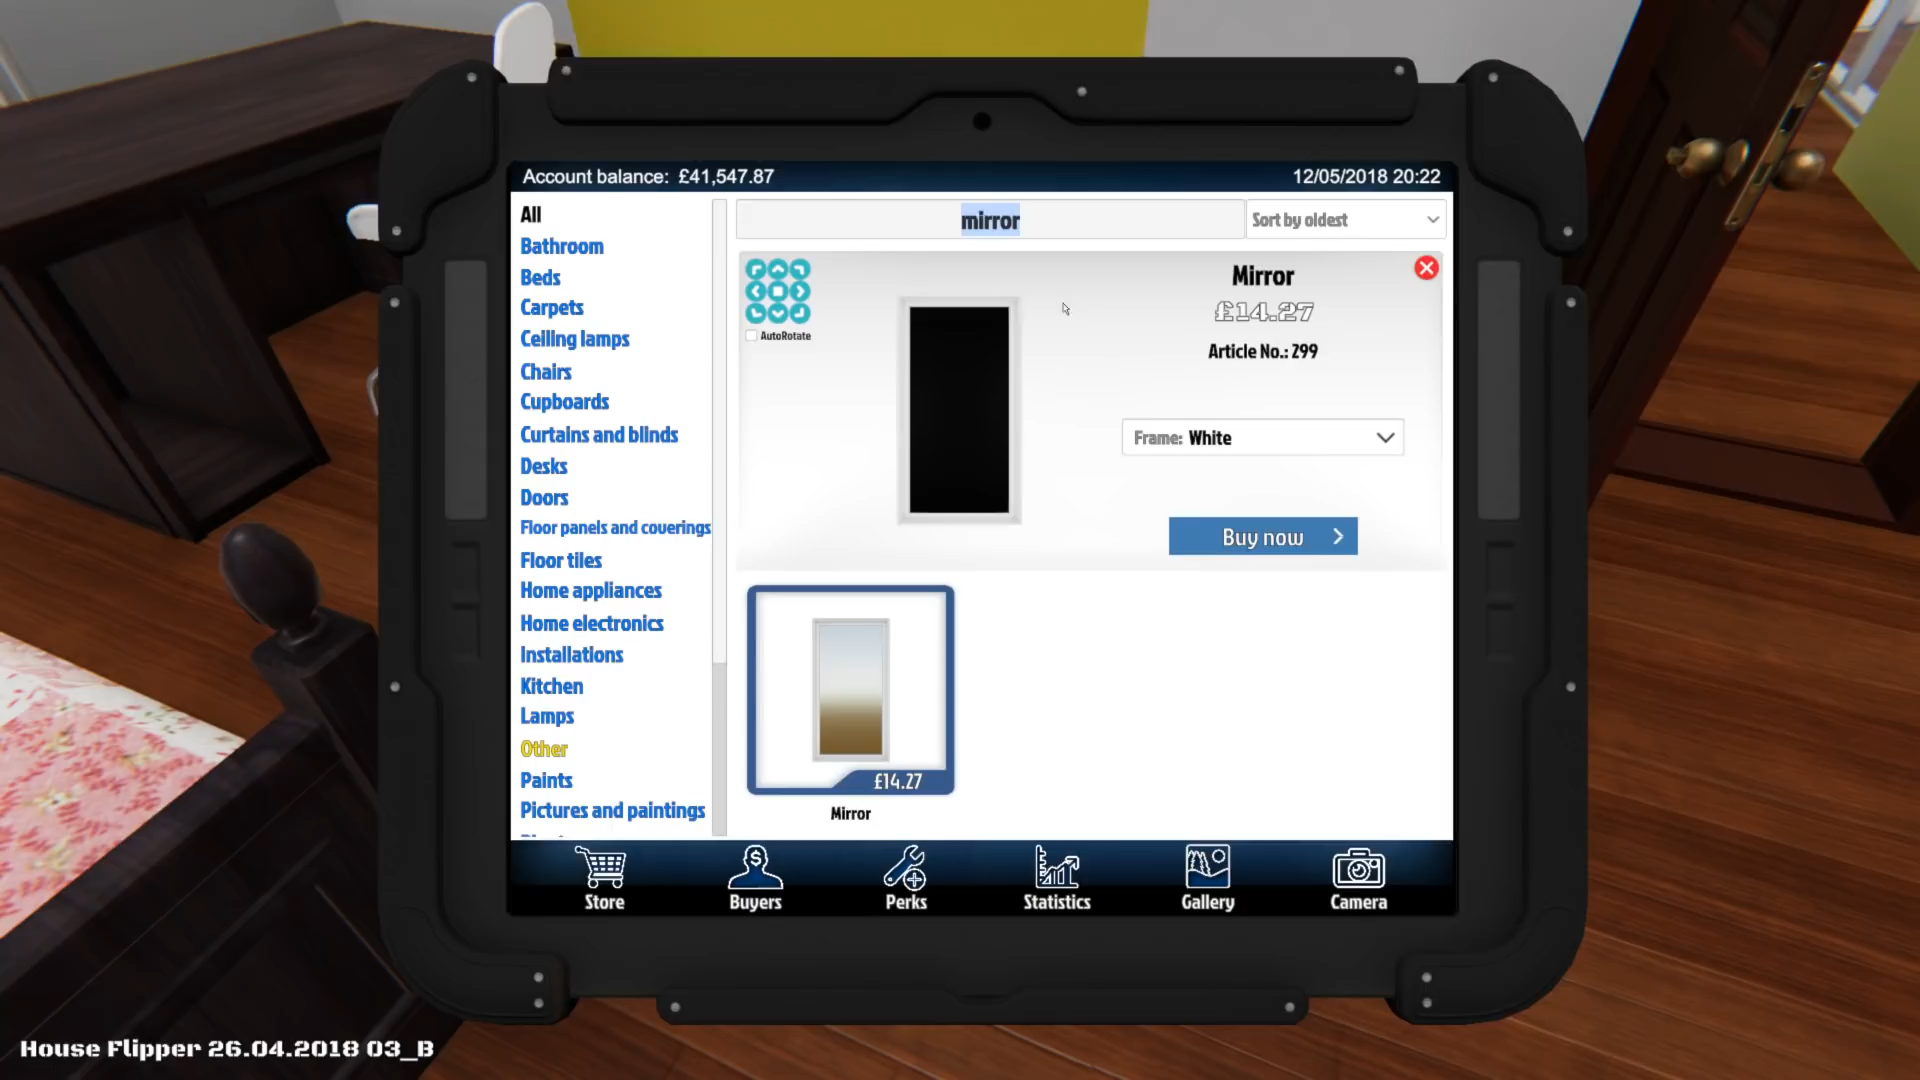 Account balance: £41,547.87
12/05/2018 20:22
All
Bathroom
Beds
Carpets
Ceiling lamps
Chairs
Cupboards
Curtains and blinds
Desks
Doors
Floor panels and coverings
Floor tiles
Home appliances
Home electronics
Installations
Kitchen
Lamps
Other
Paints
Pictures and paintings
mirror
Sort by oldest
AutoRotate
Mirror
£14.27
Article No.: 299
Frame: White
Buy now
£14.27
Mirror
Store
Buyers
Perks
Statistics
Gallery
Camera
House Flipper 26.04.2018 03_B